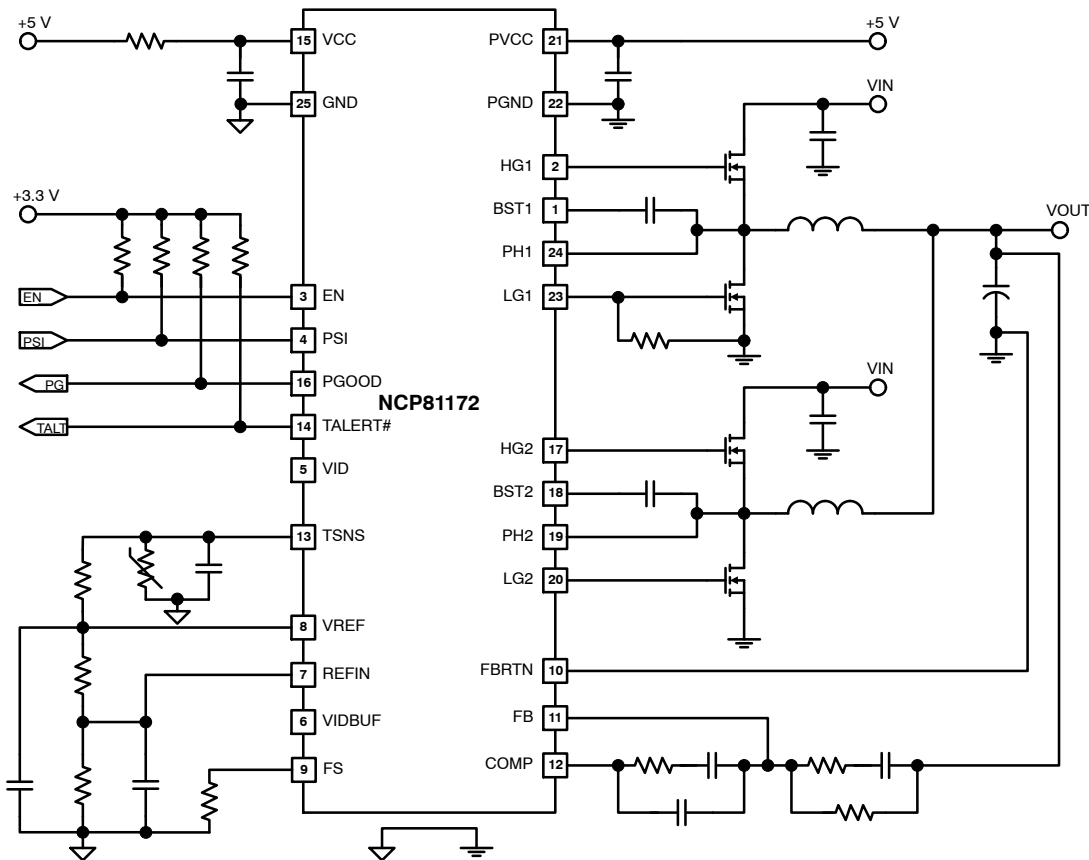 +5 V
15 VCC
PVCC 21
+5 V
25 GND
PGND 22
VIN
HG1 2
+3.3 V
BST1 1
VOUT
PH1 24
EN
3 EN
LG1 23
PSI
4 PSI
PG
16 PGOOD
NCP81172
VIN
TALT
14 TALERT#
HG2 17
5 VID
BST2 18
13 TSNS
PH2 19
LG2 20
8 VREF
7 REFIN
FBRTN 10
6 VIDBUF
FB 11
9 FS
COMP 12